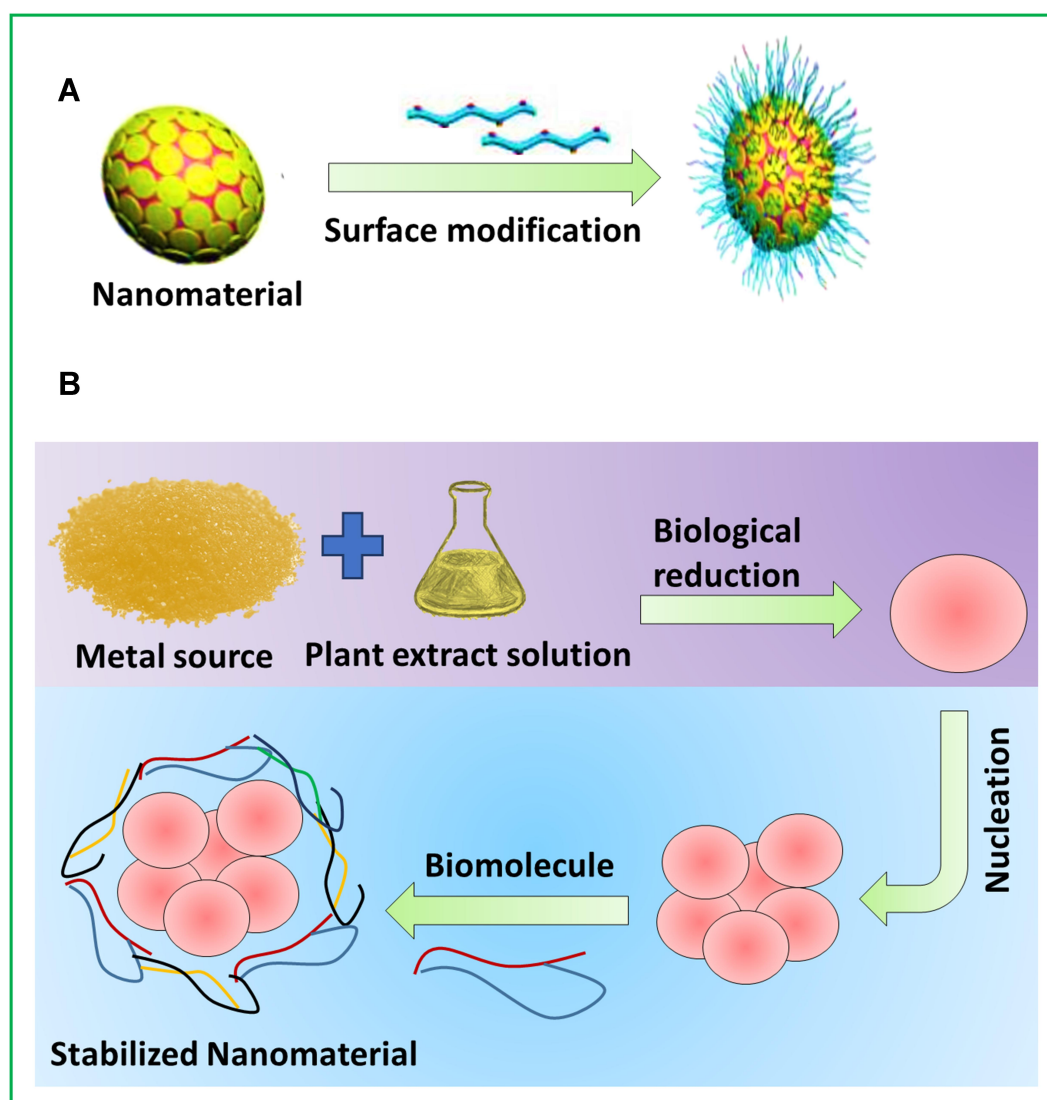 A
Surface modification
Nanomaterial
B
Biological
reduction
Metal source
Plant extract solution
Nucleation
Biomolecule
Stabilized Nanomaterial